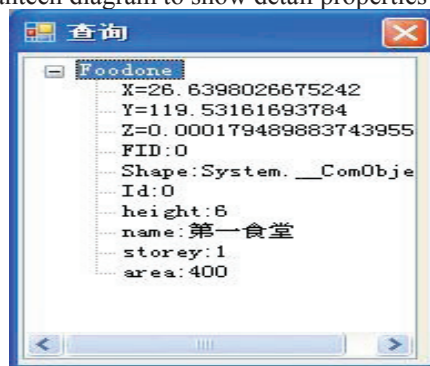 canteen diagram to show detail properties
查询
Foodone
X=26.6398026675242
Y=119.53161693784
Z=0.000179489883743955
FID:0
Shape:System.__ComObje
Id:0
height:6
name:第一食堂
storey:1
area:400